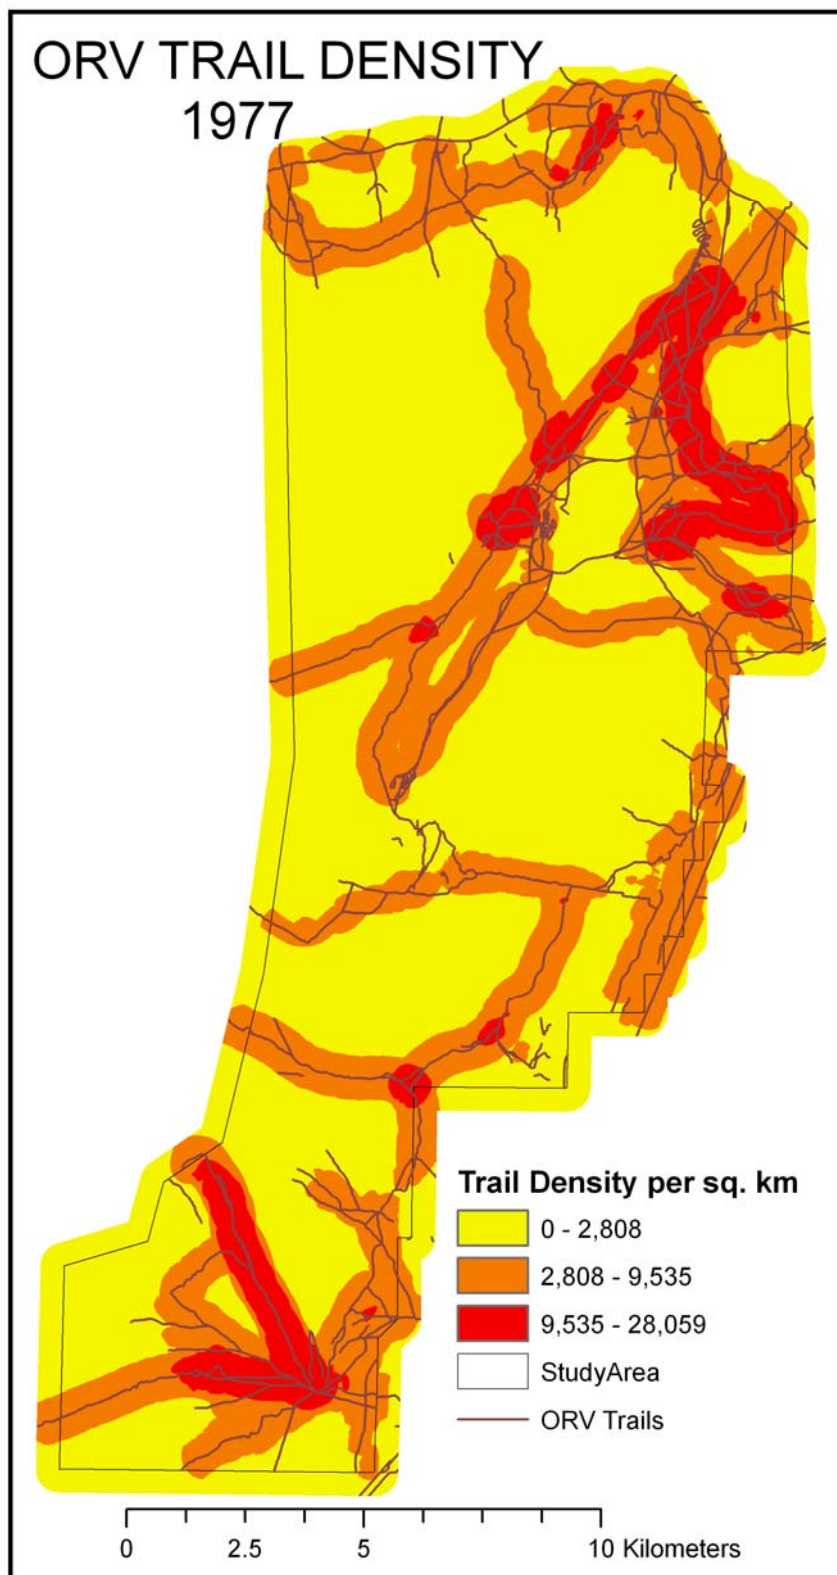 ORV TRAIL DENSITY
1977
Trail Density per sq. km
0 - 2,808
2,808 - 9,535
9,535 - 28,059
StudyArea
ORV Trails
0 2.5 5 10 Kilometers